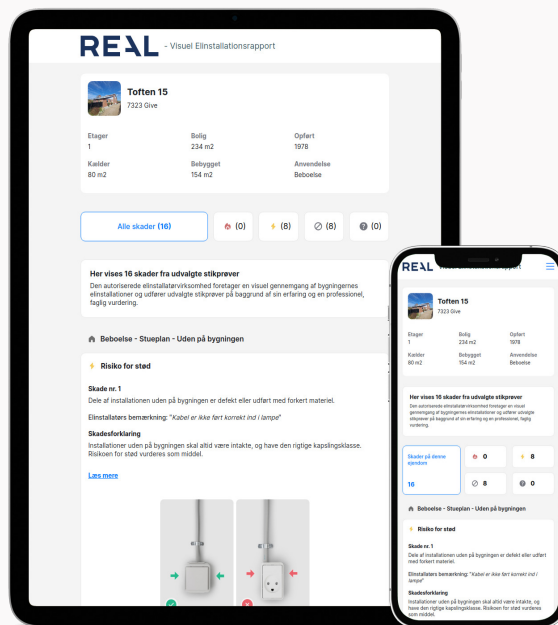 REAL - Visuel Elinstallationsrapport
Toften 15
7323 Give
Etager Bolig Opført
1 234 m2 1978
Kælder Bebygget Anvendelse
80 m2 154 m2 Beboelse
Alle skader (16) (0) (8) (8) (0)
Her vises 16 skader fra udvalgte stikprøver
Den autoriserede elinstallatørvirksomhed foretager en visuel gennemgang af bygningernes
elinstallationer og udfører udvalgte stikprøver på baggrund af sin erfaring og en professionel,
faglig vurdering.
Beboelse - Stueplan - Uden på bygningen
Risiko for stød
Skade nr. 1
Dele af installationen uden på bygningen er defekt eller udført med forkert materiel.
Elinstallatørs bemærkning: "Kabel er ikke ført korrekt ind i lampe"
Skadesforklaring
Installationer uden på bygningen skal altid være intakte, og have den rigtige kapslingsklasse.
Risikoen for stød vurderes som middel.
Læs mere
REAL
Toften 15
7323 Give
Etager Bolig Opført
1 234 m2 1978
Kælder Bebygget Anvendelse
80 m2 154 m2 Beboelse
Her vises 16 skader fra udvalgte stikprøver
Den autoriserede elinstallatørvirksomhed foretager en visuel
gennemgang af bygningernes elinstallationer og udfører udvalgte
stikprøver på baggrund af sin erfaring og en professionel, faglig
vurdering.
Skader på denne
ejendom
16
0
8
8
0
Beboelse - Stueplan - Uden på bygningen
Risiko for stød
Skade nr. 1
Dele af installationen uden på bygningen er defekt eller udført
med forkert materiel.
Elinstallatørs bemærkning: "Kabel er ikke ført korrekt ind i
lampe"
Skadesforklaring
Installationer uden på bygningen skal altid være intakte, og
have den rigtige kapslingsklasse. Risikoen for stød vurderes
som middel.